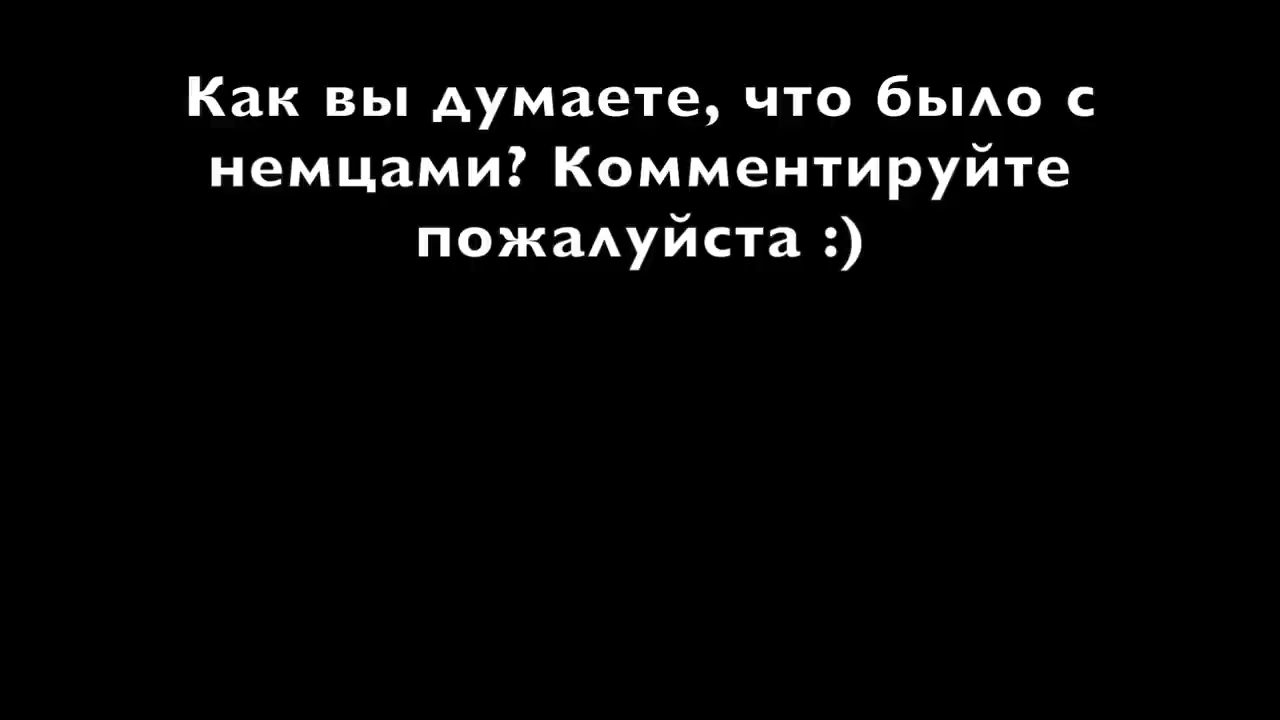 Как вы думаете, что было с
немцами? Комментируйте
пожалуйста :)